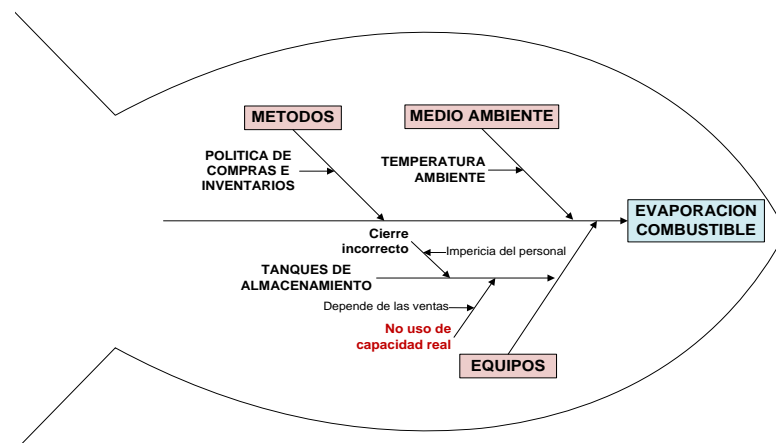 METODOS
MEDIO AMBIENTE
POLITICA DE
COMPRAS E
INVENTARIOS
TEMPERATURA
AMBIENTE
EVAPORACION
COMBUSTIBLE
Cierre
incorrecto
Impericia del personal
TANQUES DE
ALMACENAMIENTO
Depende de las ventas
No uso de
capacidad real
EQUIPOS